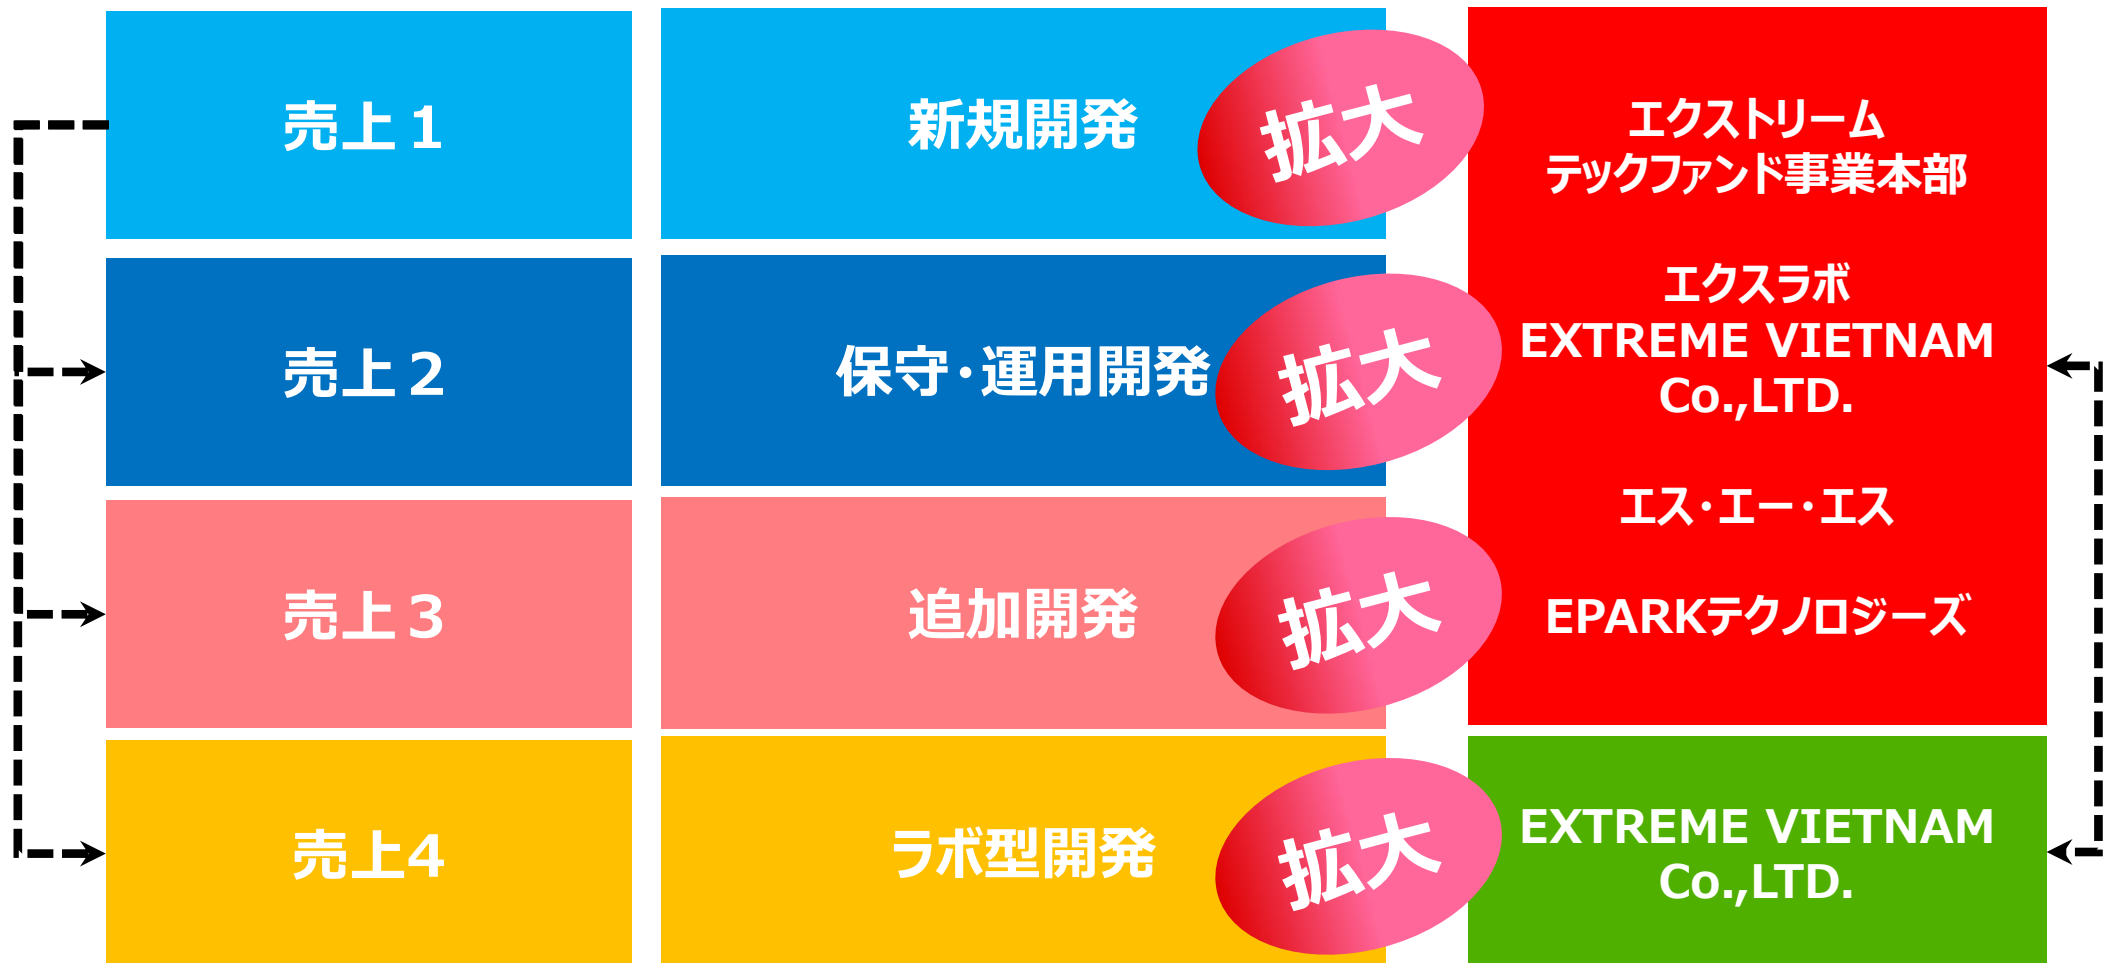 売上１
新規開発
拡大
エクストリーム
テックファンド事業本部
売上２
保守・運用開発
拡大
エクスラボ
EXTREME VIETNAM
Co.,LTD.
売上３
追加開発
拡大
エス・エー・エス
EPARKテクノロジーズ
売上4
ラボ型開発
拡大
EXTREME VIETNAM
Co.,LTD.